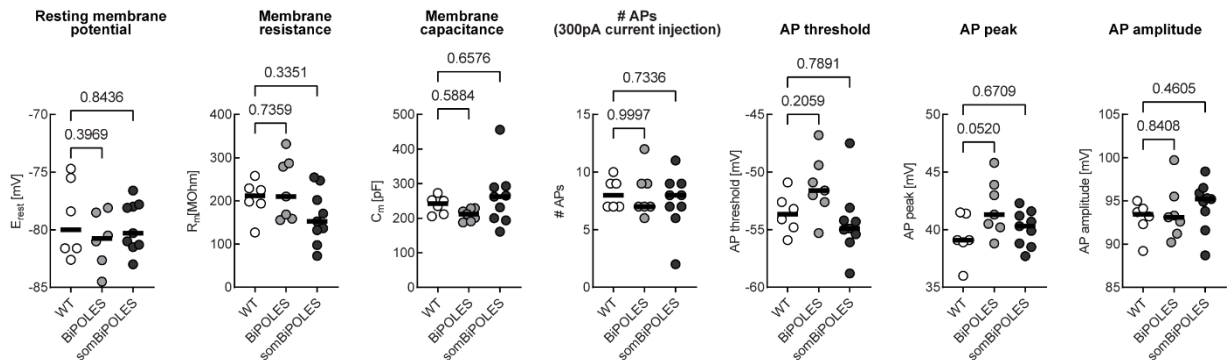 Resting membrane
potential
0.8436
0.3969
-70
-75
-80
-85
Erest [mV]
WT
BiPOLES
somBiPOLES
Membrane
resistance
0.3351
0.7359
400
300
200
100
0
Rm[MOhm]
WT
BiPOLES
somBiPOLES
Membrane
capacitance
0.6576
0.5884
500
400
300
200
100
0
Cm [pF]
WT
BiPOLES
somBiPOLES
# APs
(300pA current injection)
0.7336
0.9997
15
10
5
0
# APs
WT
BiPOLES
somBiPOLES
AP threshold
0.7891
0.2059
-45
-50
-55
-60
AP threshold [mV]
WT
BiPOLES
somBiPOLES
AP peak
0.6709
0.0520
50
45
40
35
AP peak [mV]
WT
BiPOLES
somBiPOLES
AP amplitude
0.4605
0.8408
105
100
95
90
85
AP amplitude [mV]
WT
BiPOLES
somBiPOLES